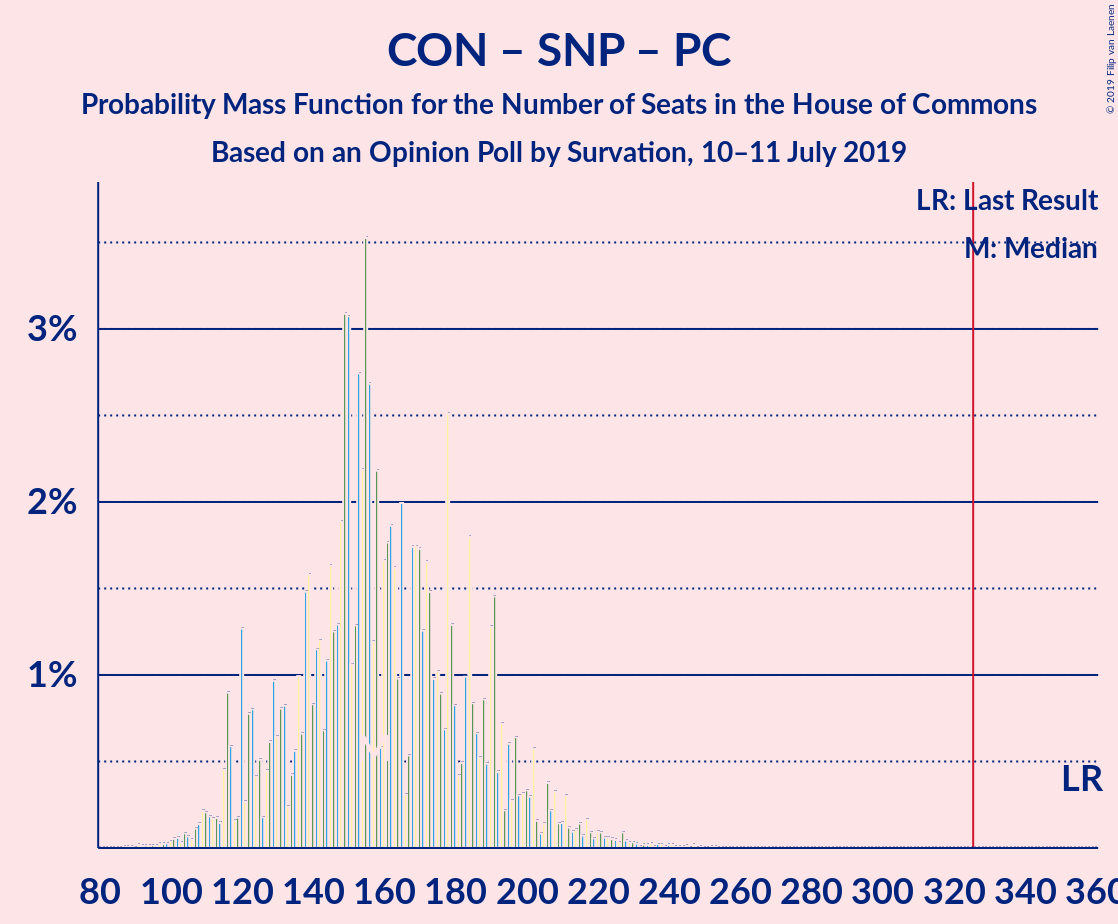 CON – SNP – PC
Probability Mass Function for the Number of Seats in the House of Commons
Based on an Opinion Poll by Survation, 10–11 July 2019
© 2019 Filip van Laenen
LR: Last Result
M: Median
3%
2%
1%
M
LR
80 100 120 140 160 180 200 220 240 260 280 300 320 340 360